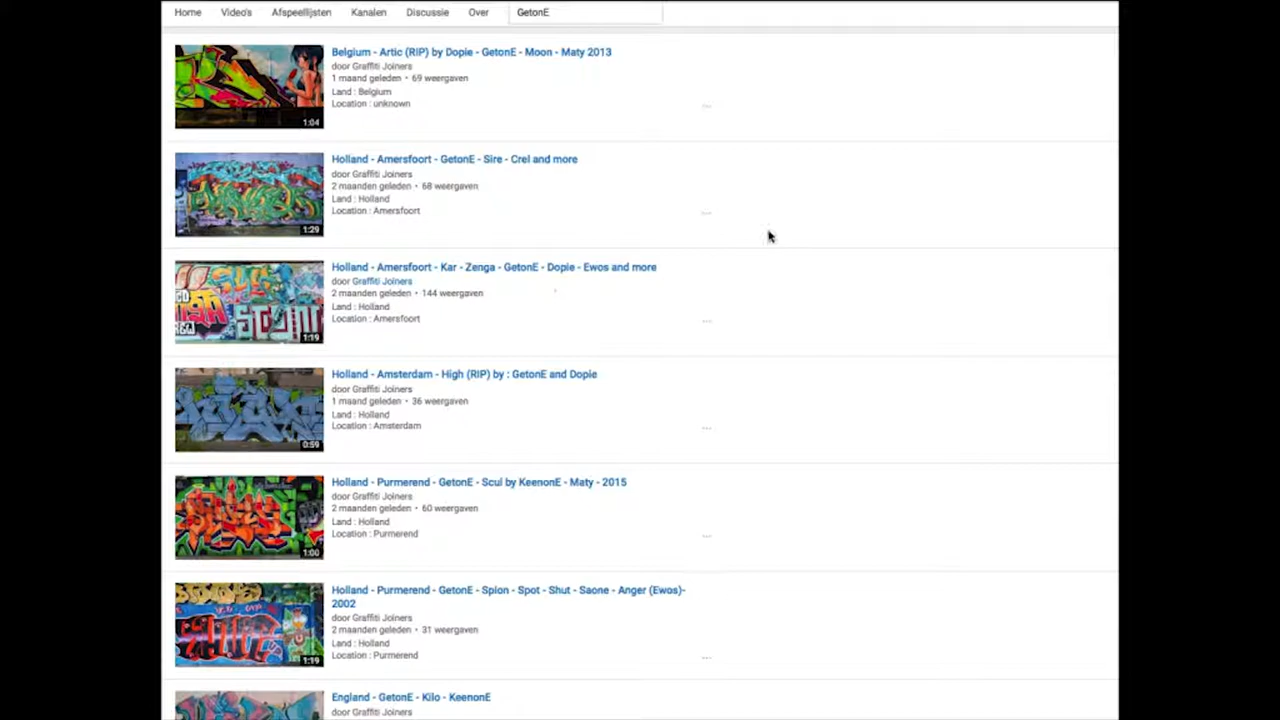 Home Video's Afspeellijsten Kanalen Discussie Over GetonE
Belgium - Artic (RIP) by Dopie - GetonE - Moon - Maty 2013
door Graffiti Joiners
1 maand geleden • 69 weergaven
Land : Belgium
Location : unknown
1:04
Holland - Amersfoort - GetonE - Sire - Crel and more
door Graffiti Joiners
2 maanden geleden • 68 weergaven
Land : Holland
Location : Amersfoort
1:29
Holland - Amersfoort - Kar - Zenga - GetonE - Dopie - Ewos and more
door Graffiti Joiners
2 maanden geleden • 144 weergaven
Land : Holland
Location : Amersfoort
1:19
Holland - Amsterdam - High (RIP) by : GetonE and Dopie
door Graffiti Joiners
1 maand geleden • 36 weergaven
Land : Holland
Location : Amsterdam
0:59
Holland - Purmerend - GetonE - Scul by KeenonE - Maty - 2015
door Graffiti Joiners
2 maanden geleden • 60 weergaven
Land : Holland
Location : Purmerend
1:00
Holland - Purmerend - GetonE - Spion - Spot - Shut - Saone - Anger (Ewos)-
2002
door Graffiti Joiners
2 maanden geleden • 31 weergaven
Land : Holland
Location : Purmerend
1:19
England - GetonE - Kilo - KeenonE
door Graffiti Joiners